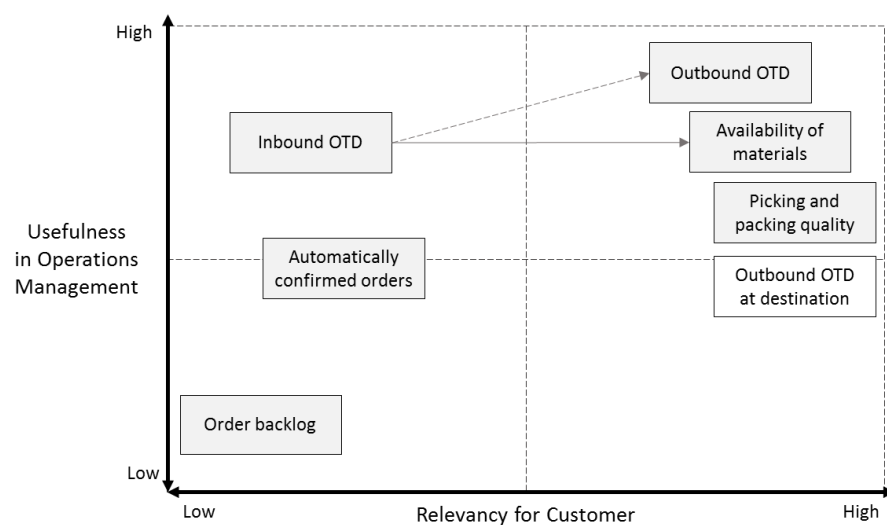 High
Outbound OTD
Inbound OTD
Availability of
materials
Picking and
packing quality
Usefulness
in Operations
Management
Automatically
confirmed orders
Outbound OTD
at destination
Order backlog
Low
Low
Relevancy for Customer
High